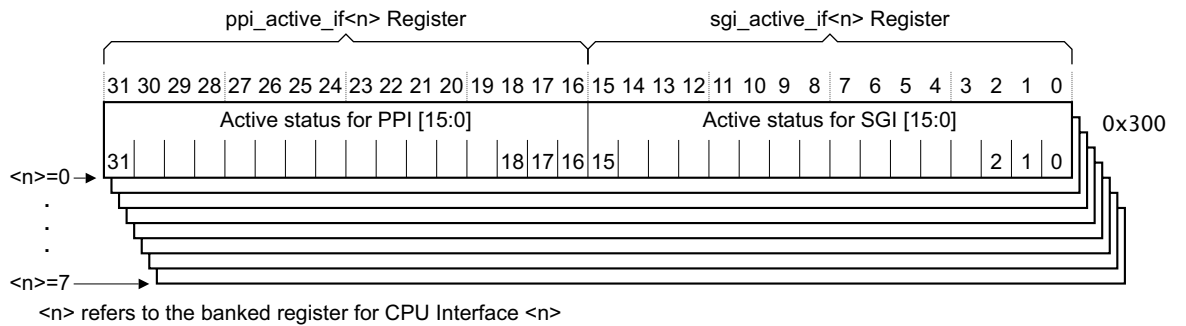 ppi_active_if<n> Register sgi_active_if<n> Register
31 30 29 28 27 26 25 24 23 22 21 20 19 18 17 16 15 14 13 12 11 10 9 8 7 6 5 4 3 2 1 0
Active status for PPI [15:0] Active status for SGI [15:0] 0x300
31 18 17 16 15 2 1 0
<n>=0
.
.
.
<n>=7
<n> refers to the banked register for CPU Interface <n>